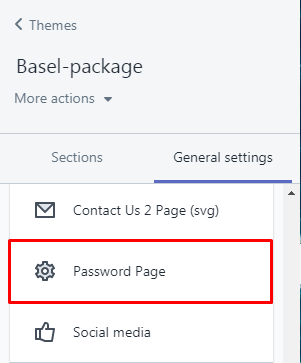 Themes
Basel-package
More actions
Sections General settings
Contact Us 2 Page (svg)
Password Page
Social media